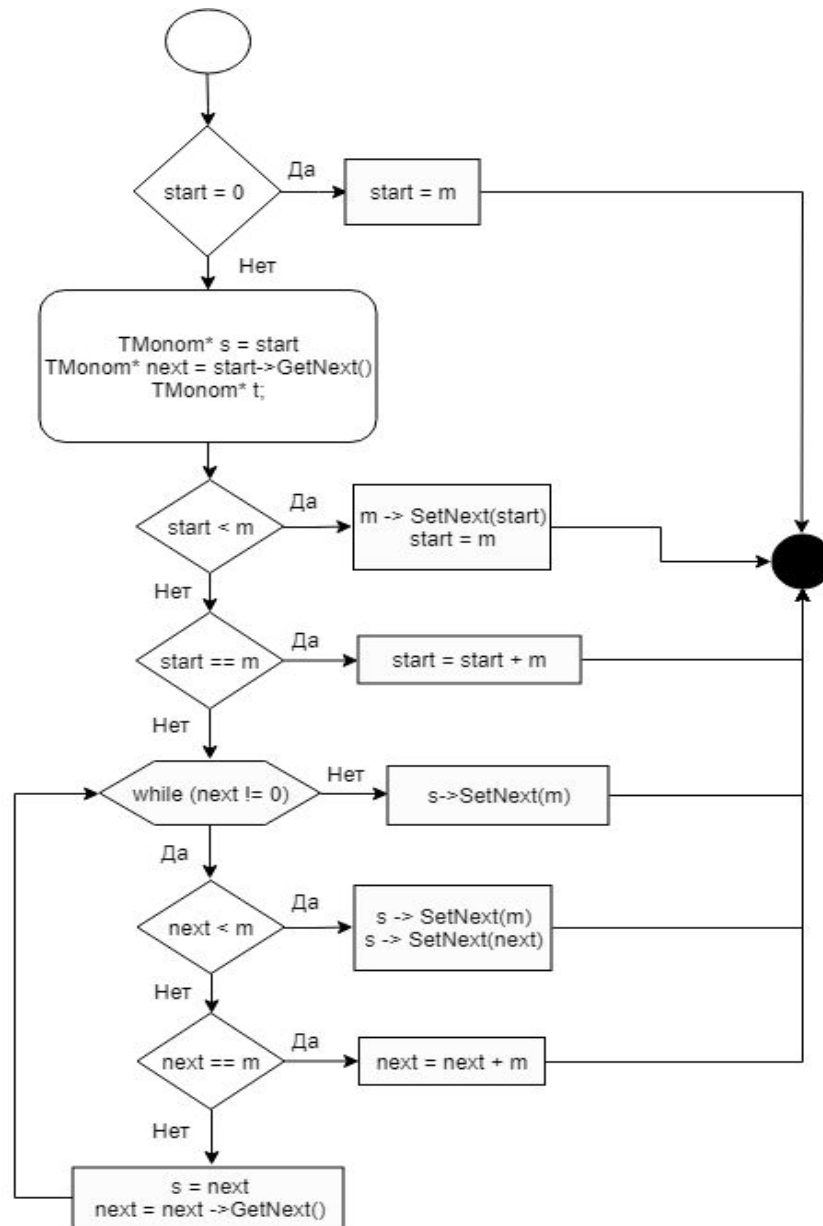 start = 0
Да
start = m
Нет
TMonom* s = start
TMonom* next = start->GetNext()
TMonom* t;
start < m
Да
m -> SetNext(start)
start = m
Нет
start == m
Да
start = start + m
Нет
while (next != 0)
Нет
s->SetNext(m)
Да
next < m
Да
s -> SetNext(m)
s -> SetNext(next)
Нет
next == m
Да
next = next + m
Нет
s = next
next = next ->GetNext()